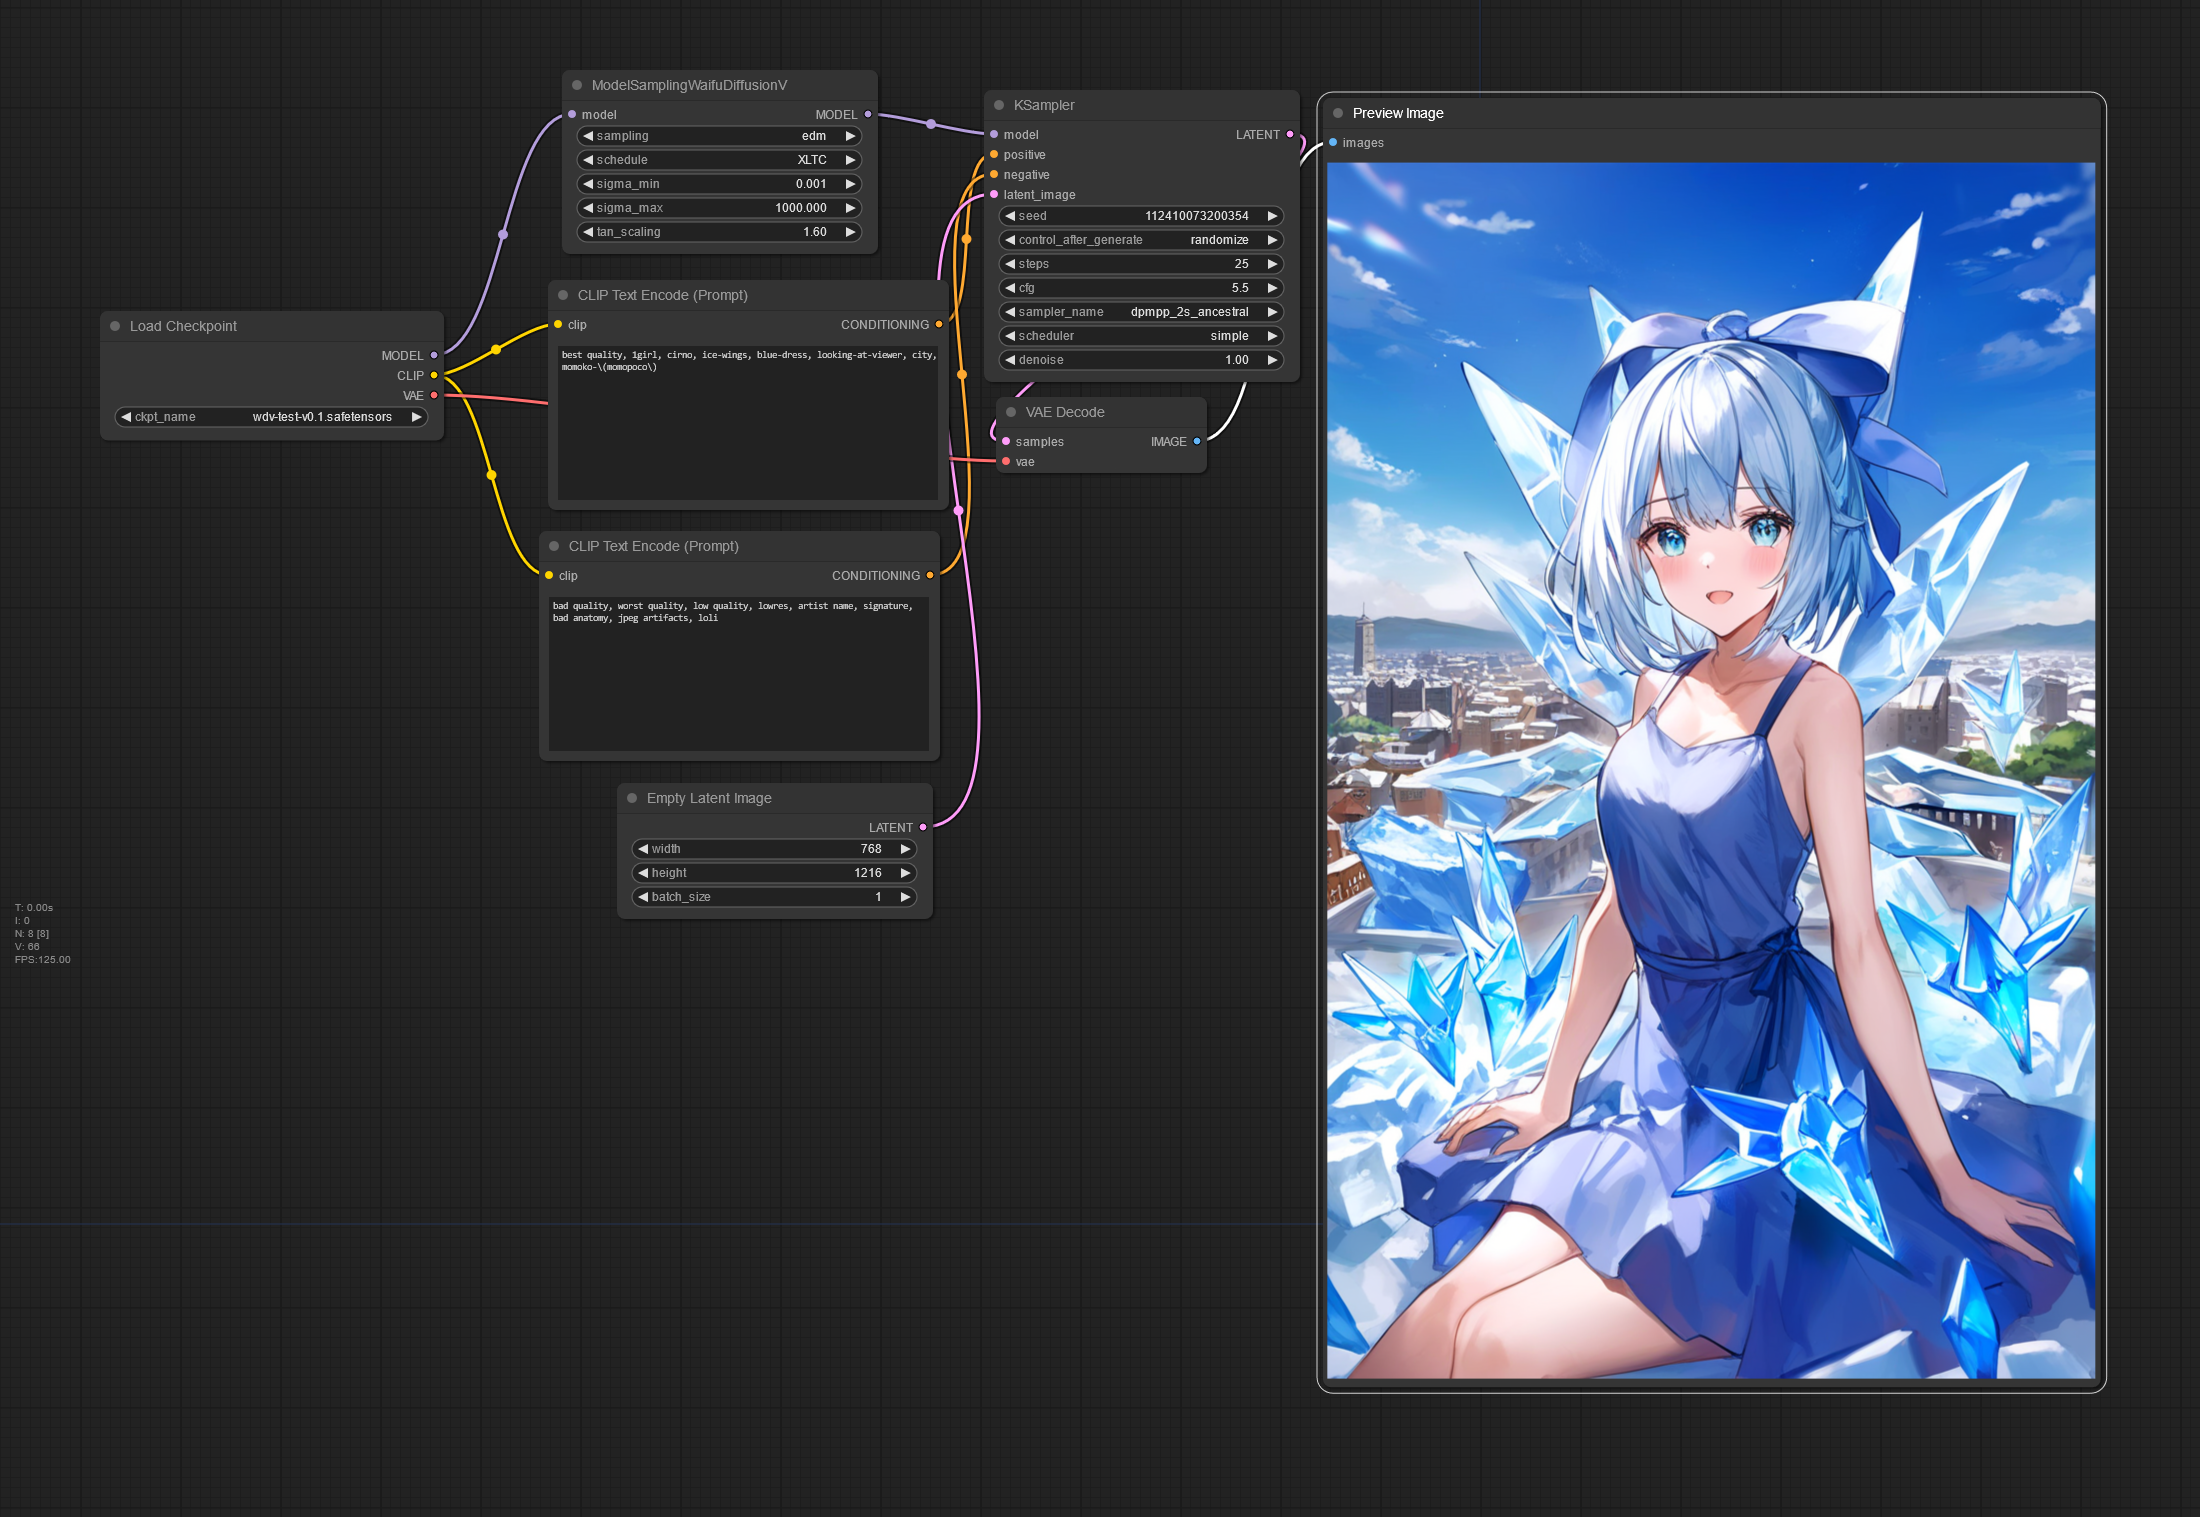 ModelSamplingWaifuDiffusionV
model MODEL
sampling edm
schedule XLTC
sigma_min 0.001
sigma_max 1000.000
tan_scaling 1.60
KSampler
model LATENT
positive
negative
latent_image
seed 112410073200354
control_after_generate randomize
steps 25
cfg 5.5
sampler_name dpmpp_2s_ancestral
scheduler simple
denoise 1.00
Preview Image
images
Load Checkpoint
MODEL
CLIP
VAE
ckpt_name wdv-test-v0.1.safetensors
CLIP Text Encode (Prompt)
clip CONDITIONING
best quality, 1girl, cirno, ice-wings, blue-dress, looking-at-viewer, city,
momoko-\(momopoco\)
VAE Decode
samples IMAGE
vae
CLIP Text Encode (Prompt)
clip CONDITIONING
bad quality, worst quality, low quality, lowres, artist name, signature,
bad anatomy, jpeg artifacts, loli
Empty Latent Image
LATENT
width 768
height 1216
batch_size 1
T: 0.00s
I: 0
N: 8 [8]
V: 66
FPS:125.00